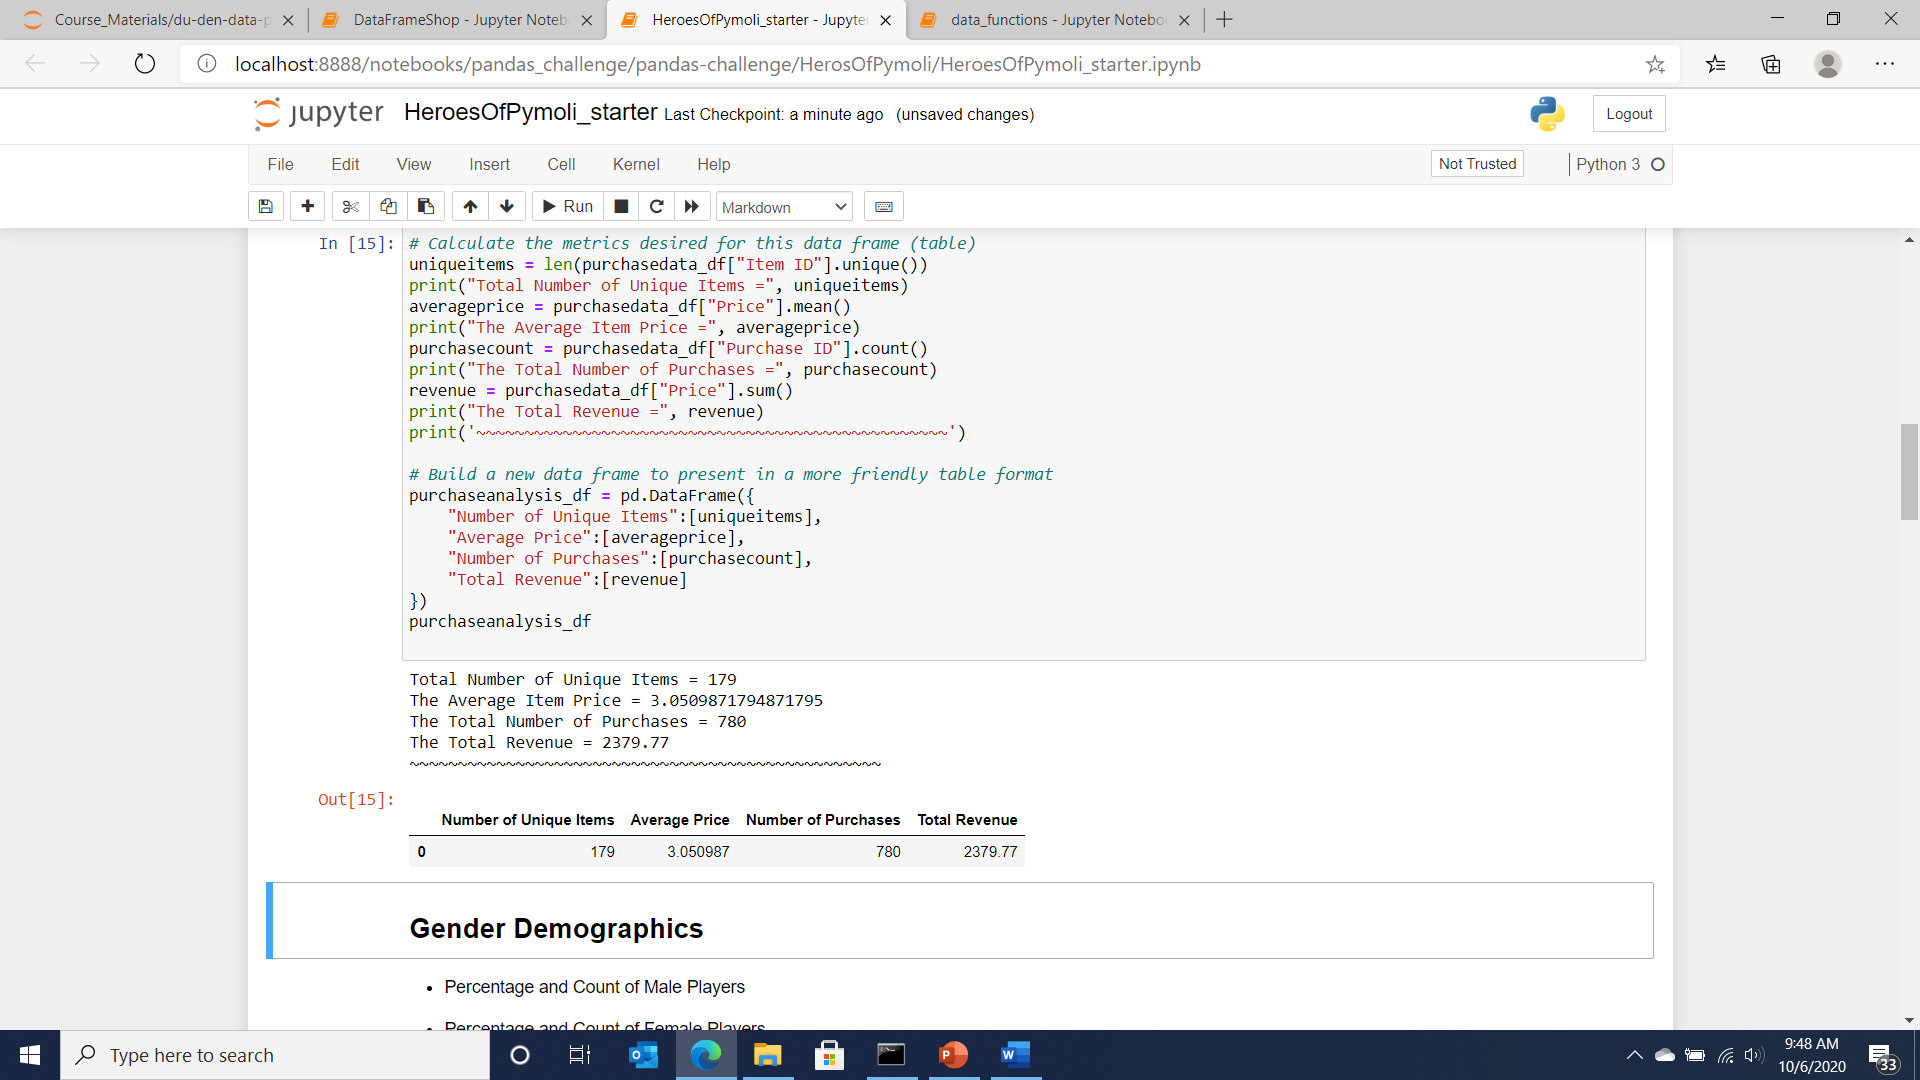 Course_Materials/du-den-data-p
DataFrameShop - Jupyter Noteb
HeroesOfPymoli_starter - Jupyte
data_functions - Jupyter Notebo
localhost:8888/notebooks/pandas_challenge/pandas-challenge/HerosOfPymoli/HeroesOfPymoli_starter.ipynb
jupyter HeroesOfPymoli_starter Last Checkpoint: a minute ago (unsaved changes)
Logout
File Edit View Insert Cell Kernel Help
Not Trusted
Python 3
Run
Markdown
In [15]:
# Calculate the metrics desired for this data frame (table)
uniqueitems = len(purchasedata_df["Item ID"].unique())
print("Total Number of Unique Items =", uniqueitems)
averageprice = purchasedata_df["Price"].mean()
print("The Average Item Price =", averageprice)
purchasecount = purchasedata_df["Purchase ID"].count()
print("The Total Number of Purchases =", purchasecount)
revenue = purchasedata_df["Price"].sum()
print("The Total Revenue =", revenue)
print('~~~~~~~~~~~~~~~~~~~~~~~~~~~~~~~~~~~~~~~~~~~~~~~~~')
# Build a new data frame to present in a more friendly table format
purchaseanalysis_df = pd.DataFrame({
    "Number of Unique Items":[uniqueitems],
    "Average Price":[averageprice],
    "Number of Purchases":[purchasecount],
    "Total Revenue":[revenue]
})
purchaseanalysis_df
Total Number of Unique Items = 179
The Average Item Price = 3.0509871794871795
The Total Number of Purchases = 780
The Total Revenue = 2379.77
~~~~~~~~~~~~~~~~~~~~~~~~~~~~~~~~~~~~~~~~~~~~~~~~~
Out[15]:
Number of Unique Items Average Price Number of Purchases Total Revenue
0 179 3.050987 780 2379.77
Gender Demographics
• Percentage and Count of Male Players
• Percentage and Count of Female Players
Type here to search
9:48 AM
10/6/2020
33